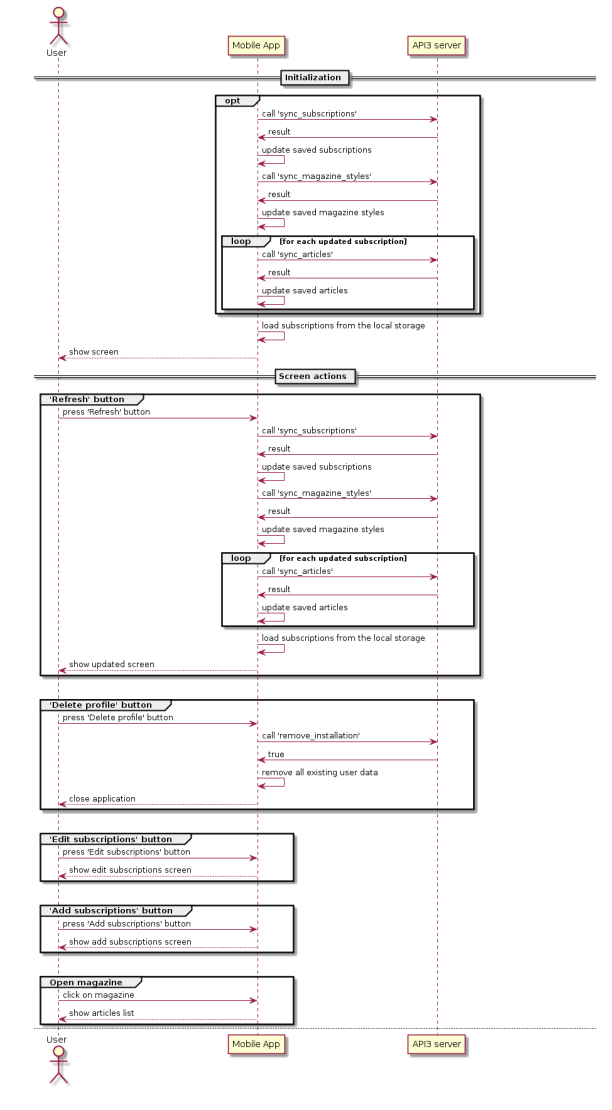 User
Mobile App
API3 server
Initialization
opt
call 'sync_subscriptions'
result
update saved subscriptions
call 'sync_magazine_styles'
result
update saved magazine styles
loop [for each updated subscription]
call 'sync_articles'
result
update saved articles
load subscriptions from the local storage
show screen
Screen actions
'Refresh' button
press 'Refresh' button
call 'sync_subscriptions'
result
update saved subscriptions
call 'sync_magazine_styles'
result
update saved magazine styles
loop [for each updated subscription]
call 'sync_articles'
result
update saved articles
load subscriptions from the local storage
show updated screen
'Delete profile' button
press 'Delete profile' button
call 'remove_installation'
true
remove all existing user data
close application
'Edit subscriptions' button
press 'Edit subscriptions' button
show edit subscriptions screen
'Add subscriptions' button
press 'Add subscriptions' button
show add subscriptions screen
Open magazine
click on magazine
show articles list
User
Mobile App
API3 server